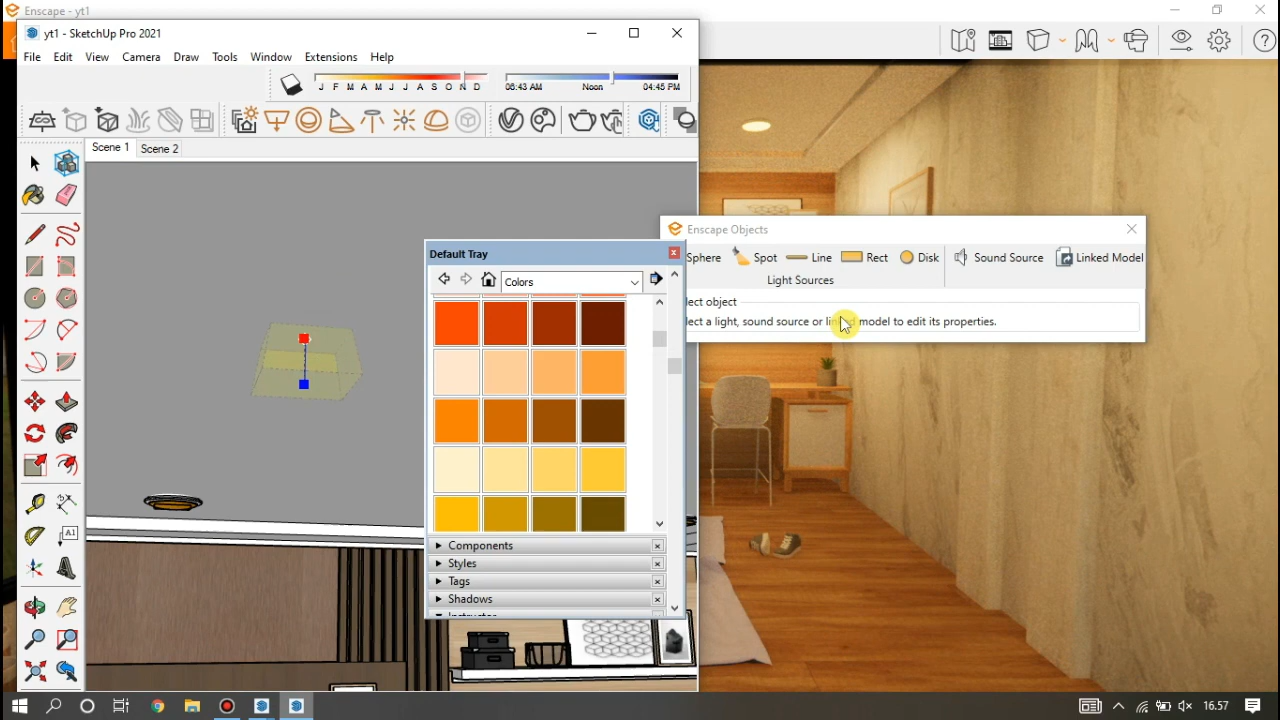 Enscape - yt1
yt1 - SketchUp Pro 2021
File Edit View Camera Draw Tools Window Extensions Help
J F M A M J J A S O N D
06:43 AM Noon 04:45 PM
Scene 1 Scene 2
Enscape Objects
Default Tray
Sphere Spot Line Rect Disk Sound Source Linked Model
Colors
Light Sources
lect object
lect a light, sound source or linked model to edit its properties.
A1
Components
Styles
Tags
Shadows
Instructor
16.57